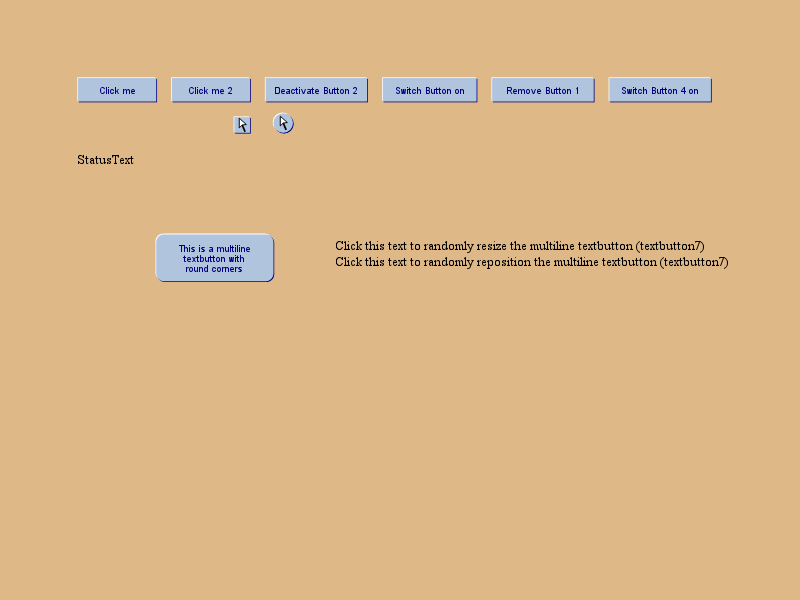 Click me
Click me 2
Deactivate Button 2
Switch Button on
Remove Button 1
Switch Button 4 on
StatusText
This is a multiline
textbutton with
round corners
Click this text to randomly resize the multiline textbutton (textbutton7)
Click this text to randomly reposition the multiline textbutton (textbutton7)